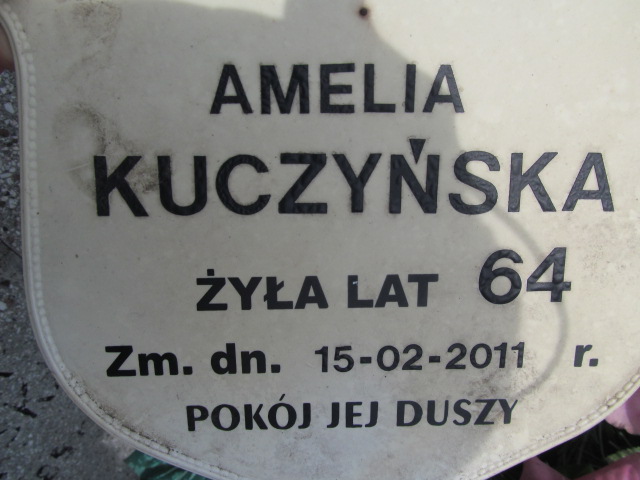 AMELIA
KUCZYŃSKA
ŻYŁA LAT 64
Zm. dn. 15-02-2011 r.
POKÓJ JEJ DUSZY